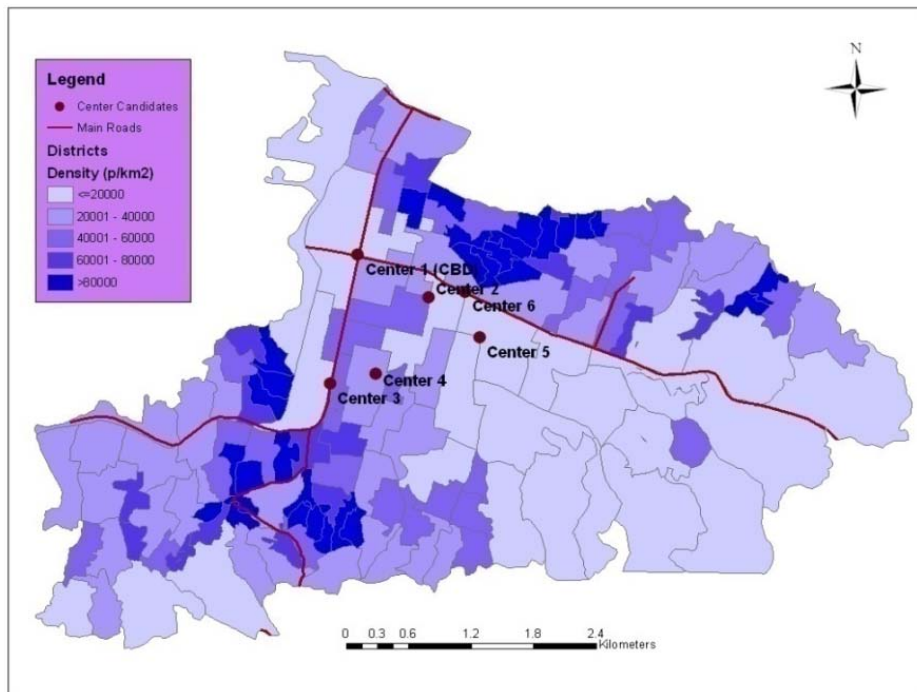 N
Legend
Center Candidates
Main Roads
Districts
Density (p/km2)
<=20000
20001 - 40000
40001 - 60000
60001 - 80000
>80000
Center 1 (CBD)
Center 2
Center 6
Center 5
Center 4
Center 3
0 0.3 0.6 1.2 1.8 2.4
Kilometers